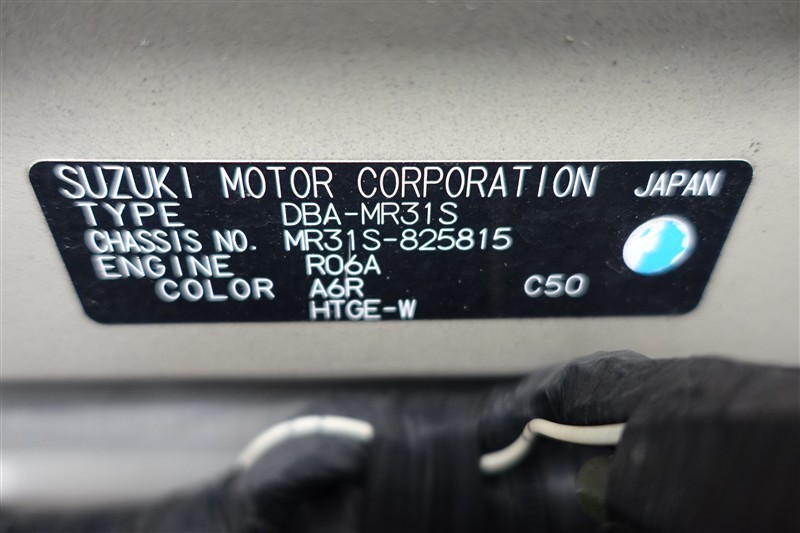 SUZUKI MOTOR CORPORATION JAPAN
TYPE DBA-MR31S
CHASSIS NO. MR31S-825815
ENGINE R06A
COLOR A6R C50
HTGE-W